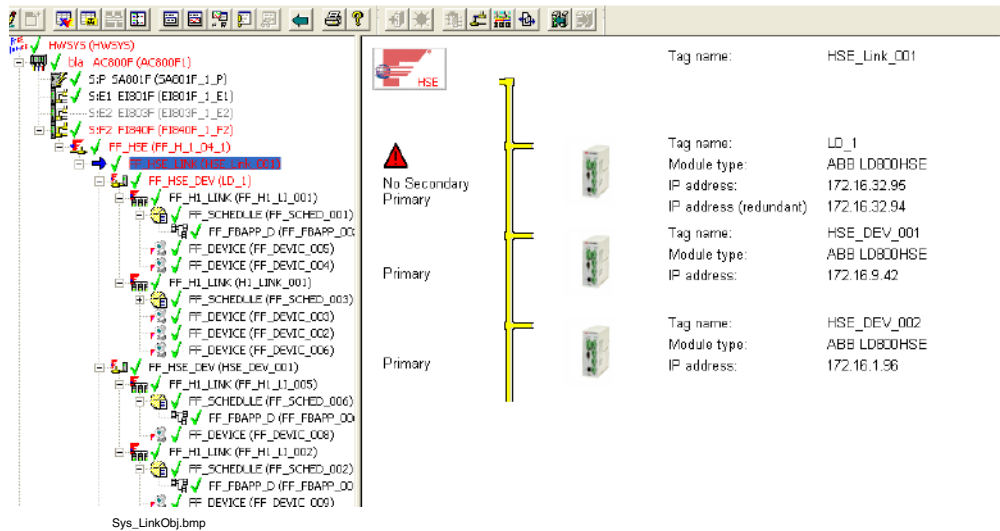 HWSYS (HWSYS)
bla AC800F (AC800F1)
S:P SA801F (SA801F_1_P)
S:E1 EI801F (EI801F_1_E1)
S:E2 EI803F (EI803F_1_E2)
S:F2 FI840F (FI840F_1_F2)
FF_HSE (FF_H_1_04_1)
FF_HSE_LINK (HSE_Link_001)
FF_HSE_DEV (LD_1)
FF_H1_LINK (FF_H1_LI_001)
FF_SCHEDULE (FF_SCHED_001)
FF_FBAPP_D (FF_FBAPP_00
FF_DEVICE (FF_DEVIC_005)
FF_DEVICE (FF_DEVIC_004)
FF_H1_LINK (H1_LINK_001)
FF_SCHEDULE (FF_SCHED_003)
FF_DEVICE (FF_DEVIC_003)
FF_DEVICE (FF_DEVIC_002)
FF_DEVICE (FF_DEVIC_006)
FF_HSE_DEV (HSE_DEV_001)
FF_H1_LINK (FF_H1_LI_005)
FF_SCHEDULE (FF_SCHED_006)
FF_FBAPP_D (FF_FBAPP_00
FF_DEVICE (FF_DEVIC_008)
FF_H1_LINK (FF_H1_LI_002)
FF_SCHEDULE (FF_SCHED_002)
FF_FBAPP_D (FF_FBAPP_00
FF_DEVICE (FF_DEVIC_009)
HSE
Tag name: HSE_Link_001
No Secondary
Primary
Tag name: LD_1
Module type: ABB LD800HSE
IP address: 172.16.32.95
IP address (redundant) 172.16.32.94
Primary
Tag name: HSE_DEV_001
Module type: ABB LD800HSE
IP address: 172.16.9.42
Primary
Tag name: HSE_DEV_002
Module type: ABB LD800HSE
IP address: 172.16.1.96
Sys_LinkObj.bmp